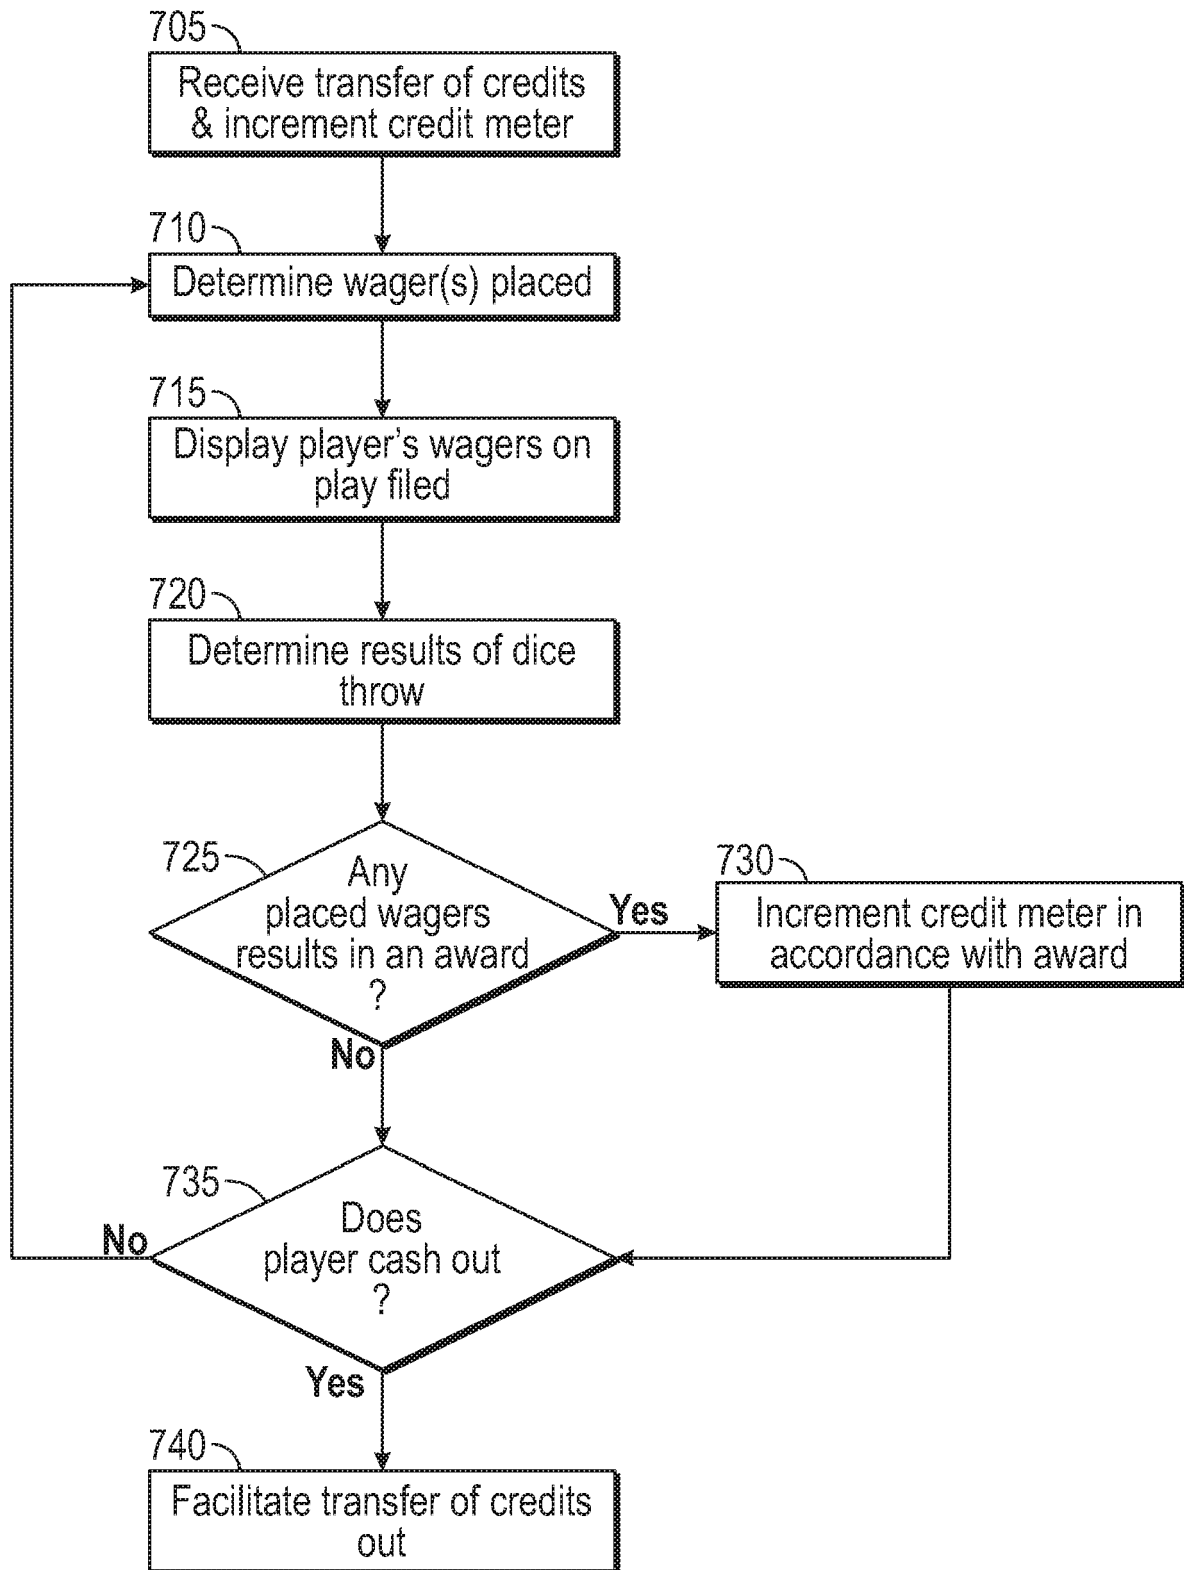 705
Receive transfer of credits
& increment credit meter
710
Determine wager(s) placed
715
Display player's wagers on
play filed
720
Determine results of dice
throw
725
Any
placed wagers
results in an award
?
Yes
730
Increment credit meter in
accordance with award
No
735
Does
player cash out
?
No
Yes
740
Facilitate transfer of credits
out